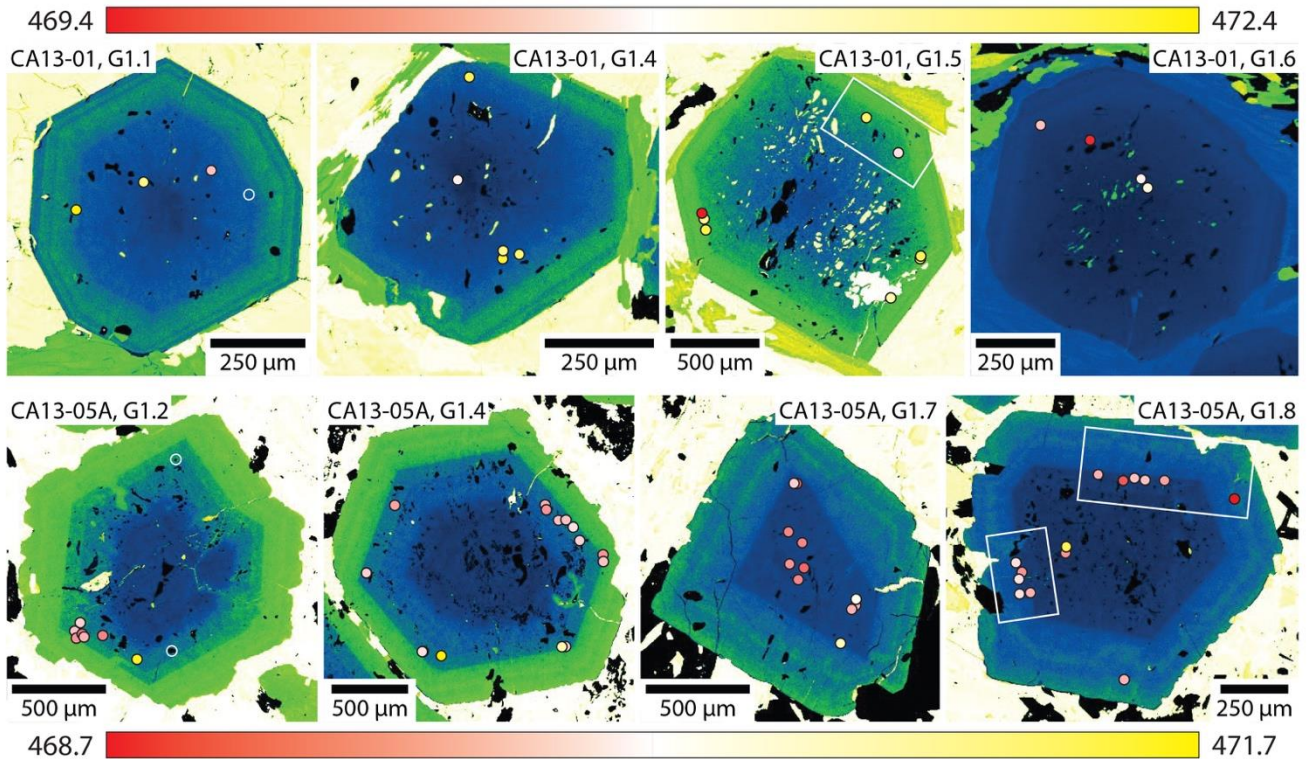 469.4 472.4
CA13-01, G1.1 CA13-01, G1.4 CA13-01, G1.5 CA13-01, G1.6
250 µm 250 µm 500 µm 250 µm
CA13-05A, G1.2 CA13-05A, G1.4 CA13-05A, G1.7 CA13-05A, G1.8
500 µm 500 µm 500 µm 250 µm
468.7 471.7